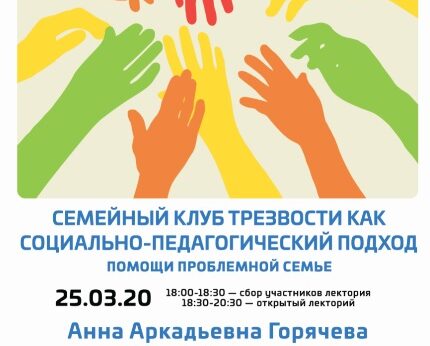 СЕМЕЙНЫЙ КЛУБ ТРЕЗВОСТИ КАК
СОЦИАЛЬНО-ПЕДАГОГИЧЕСКИЙ ПОДХОД
ПОМОЩИ ПРОБЛЕМНОЙ СЕМЬЕ
25.03.20
18:00-18:30 — сбор участников лектория
18:30-20:30 — открытый лекторий
Анна Аркадьевна Горячева